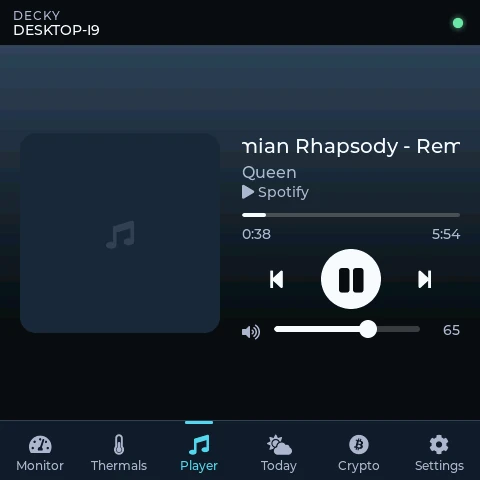 DECKY
DESKTOP-I9
mian Rhapsody - Rem
Queen
Spotify
0:38 5:54
65
Monitor Thermals Player Today Crypto Settings